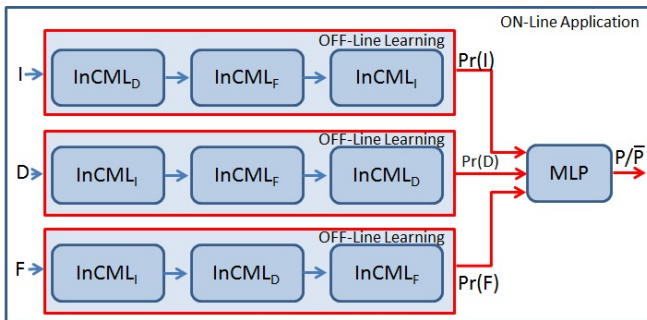 ON-Line Application
OFF-Line Learning
I InCML_D InCML_F InCML_I Pr(I)
OFF-Line Learning
D InCML_I InCML_F InCML_D Pr(D) MLP P/P̅
OFF-Line Learning
F InCML_I InCML_D InCML_F Pr(F)